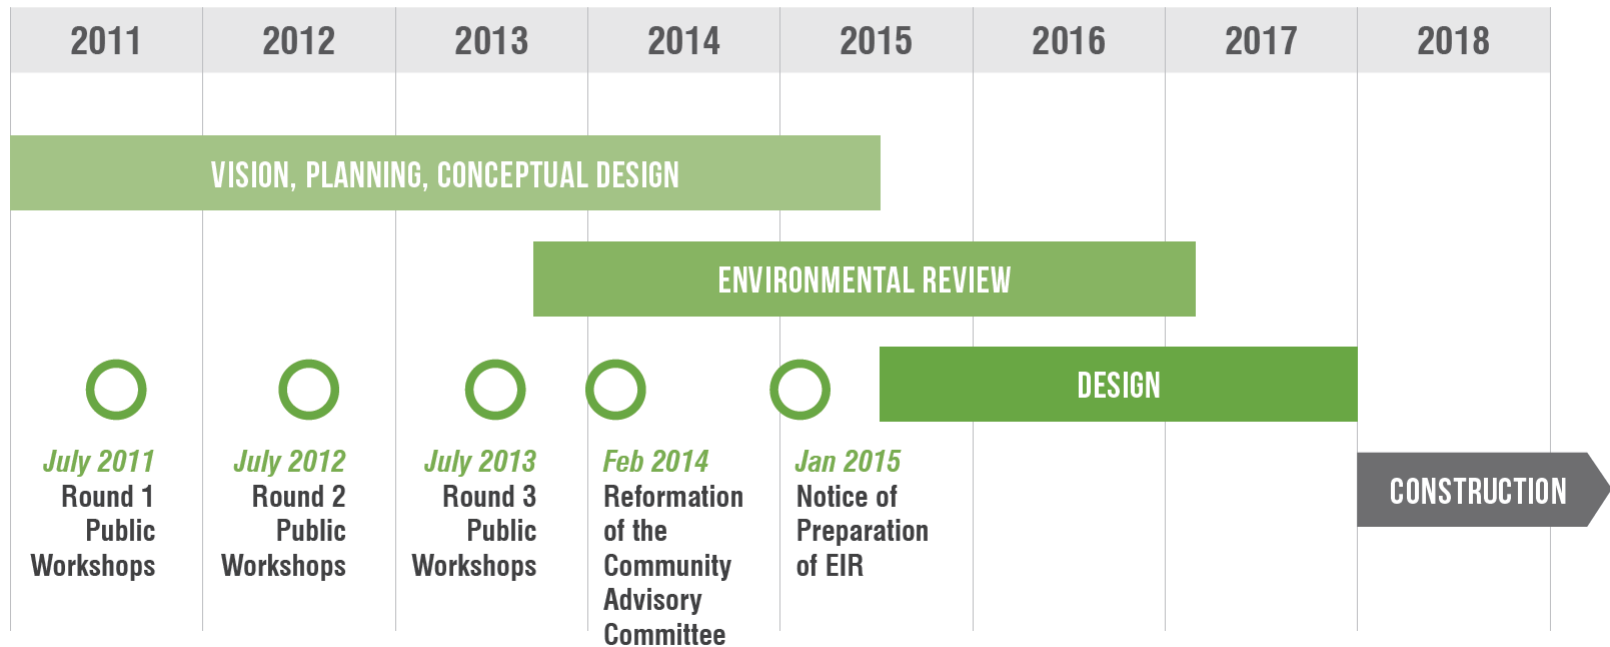 2011 2012 2013 2014 2015 2016 2017 2018
VISION, PLANNING, CONCEPTUAL DESIGN
ENVIRONMENTAL REVIEW
DESIGN
July 2011
Round 1
Public
Workshops
July 2012
Round 2
Public
Workshops
July 2013
Round 3
Public
Workshops
Feb 2014
Reformation
of the
Community
Advisory
Committee
Jan 2015
Notice of
Preparation
of EIR
CONSTRUCTION